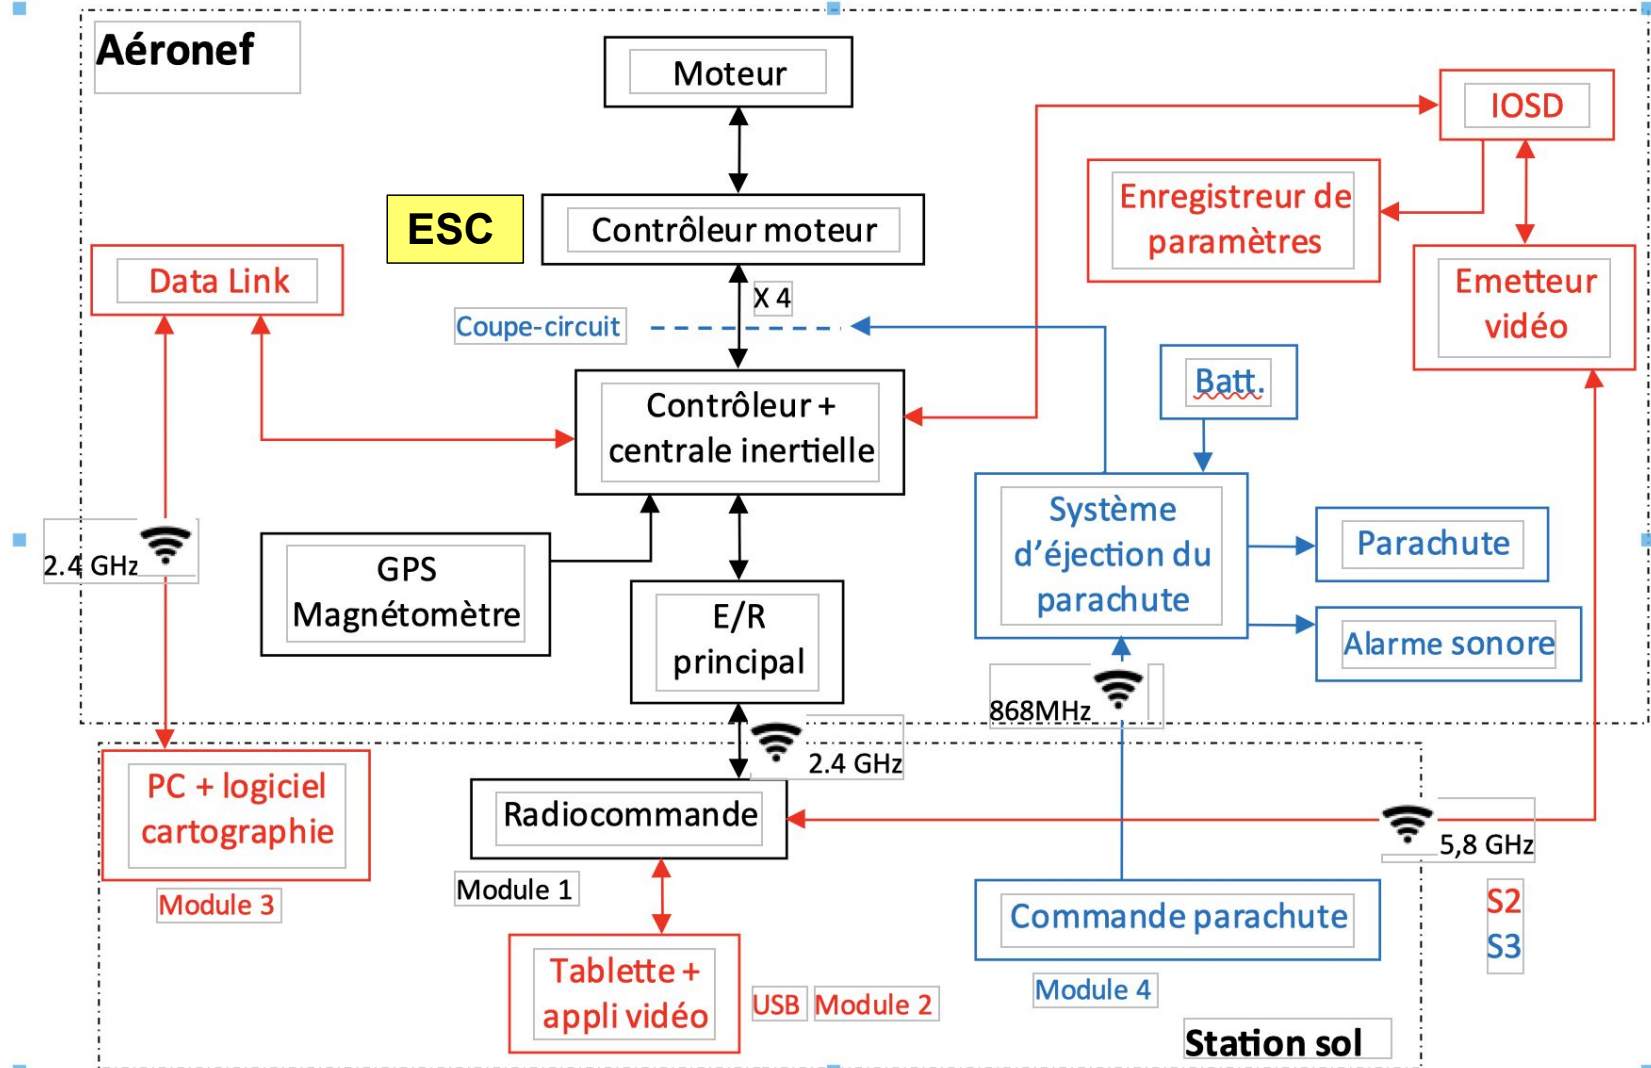 Aéronef
Moteur
IOSD
Enregistreur de
paramètres
ESC
Contrôleur moteur
Data Link
Emetteur
vidéo
X 4
Coupe-circuit
Batt.
Contrôleur +
centrale inertielle
Système
d’éjection du
parachute
Parachute
2.4 GHz
GPS
Magnétomètre
E/R
principal
Alarme sonore
868MHz
2.4 GHz
PC + logiciel
cartographie
Radiocommande
5,8 GHz
Module 3
Module 1
Commande parachute
S2
S3
Tablette +
appli vidéo
USB
Module 2
Module 4
Station sol